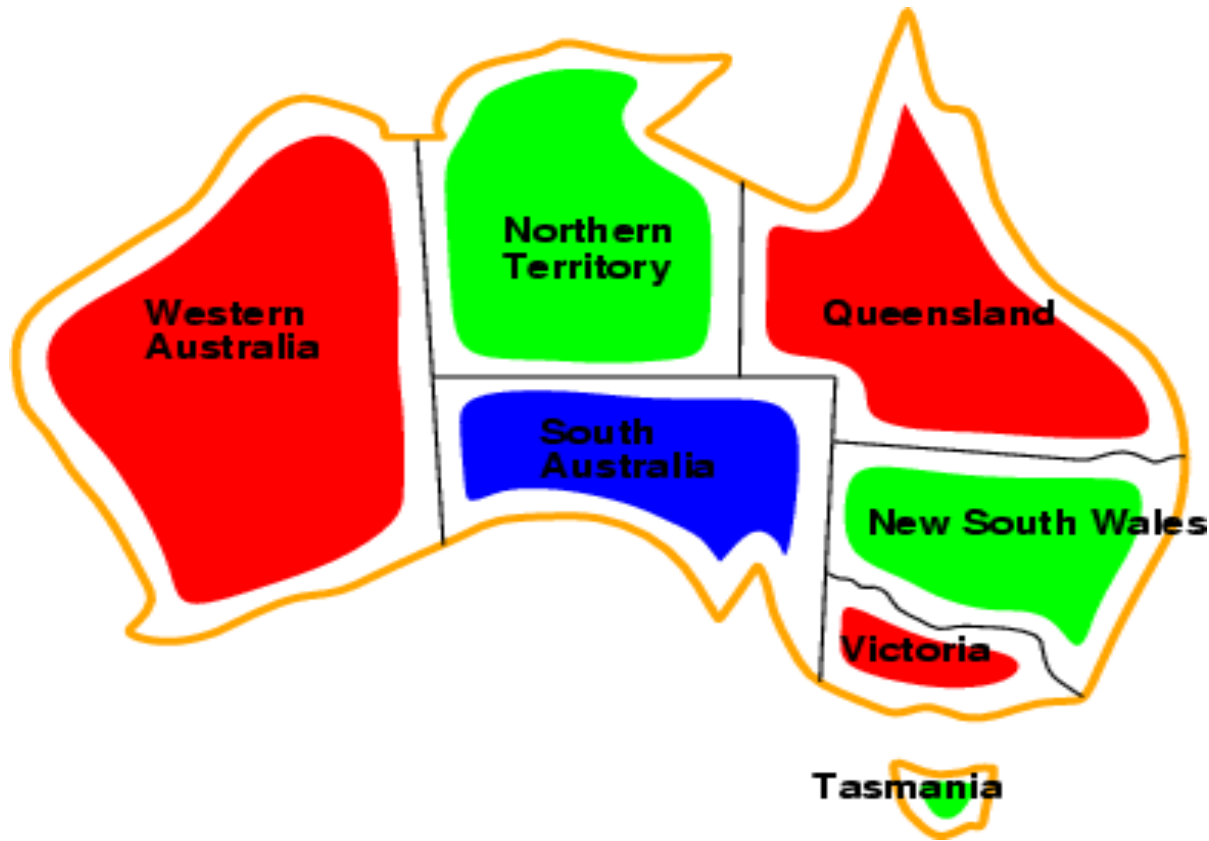 Northern
Territory
Western
Australia
Queensland
South
Australia
New South Wales
Victoria
Tasmania